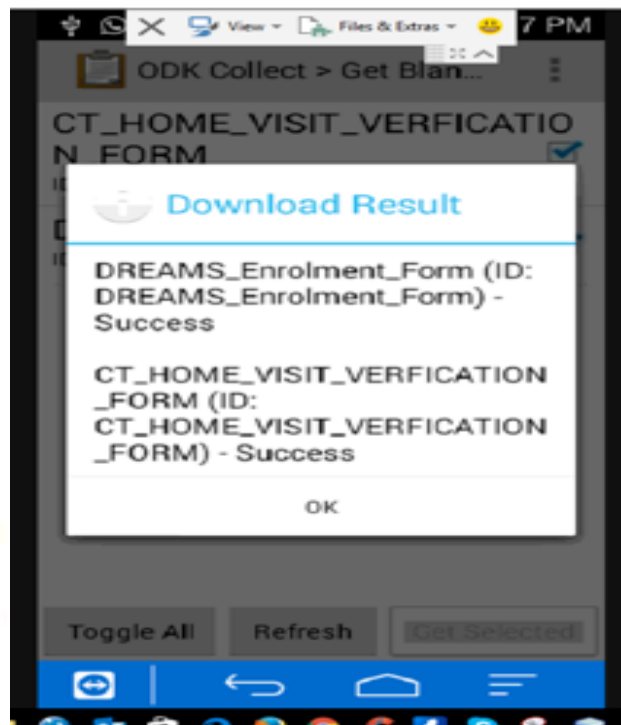 View Files & Extras 7 PM
ODK Collect > Get Blan...
CT_HOME_VISIT_VERFICATIO
N_FORM
Download Result
DREAMS_Enrolment_Form (ID:
DREAMS_Enrolment_Form) -
Success
CT_HOME_VISIT_VERFICATION
_FORM (ID:
CT_HOME_VISIT_VERFICATION
_FORM) - Success
OK
Toggle All Refresh Get Selected